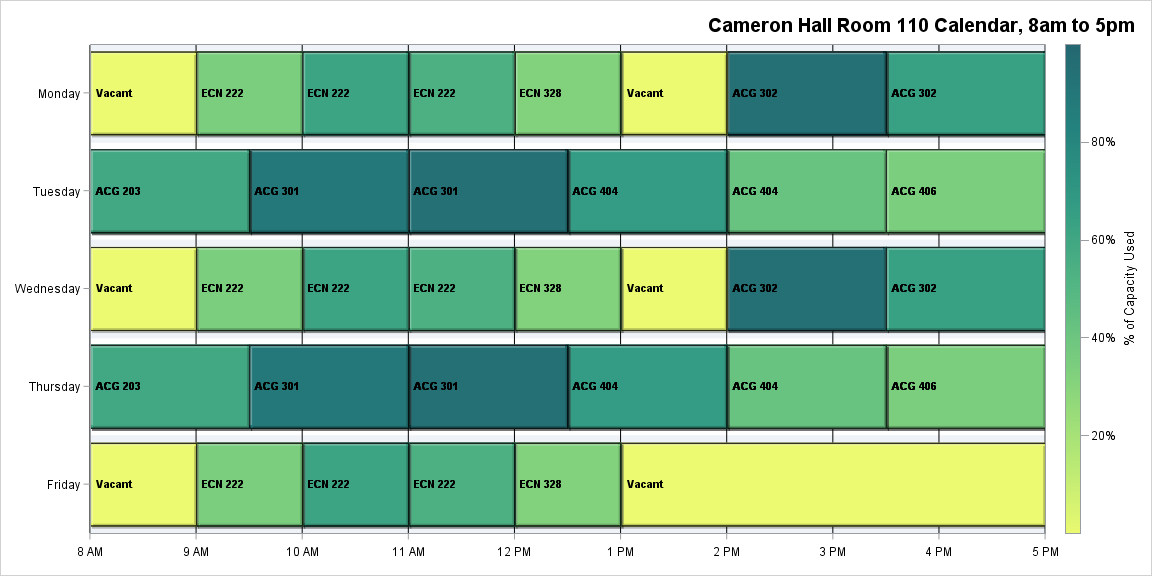 Cameron Hall Room 110 Calendar, 8am to 5pm
Monday
Vacant
ECN 222
ECN 222
ECN 222
ECN 328
Vacant
ACG 302
ACG 302
Tuesday
ACG 203
ACG 301
ACG 301
ACG 404
ACG 404
ACG 406
Wednesday
Vacant
ECN 222
ECN 222
ECN 222
ECN 328
Vacant
ACG 302
ACG 302
Thursday
ACG 203
ACG 301
ACG 301
ACG 404
ACG 404
ACG 406
Friday
Vacant
ECN 222
ECN 222
ECN 222
ECN 328
Vacant
8 AM
9 AM
10 AM
11 AM
12 PM
1 PM
2 PM
3 PM
4 PM
5 PM
80%
60%
40%
20%
% of Capacity Used